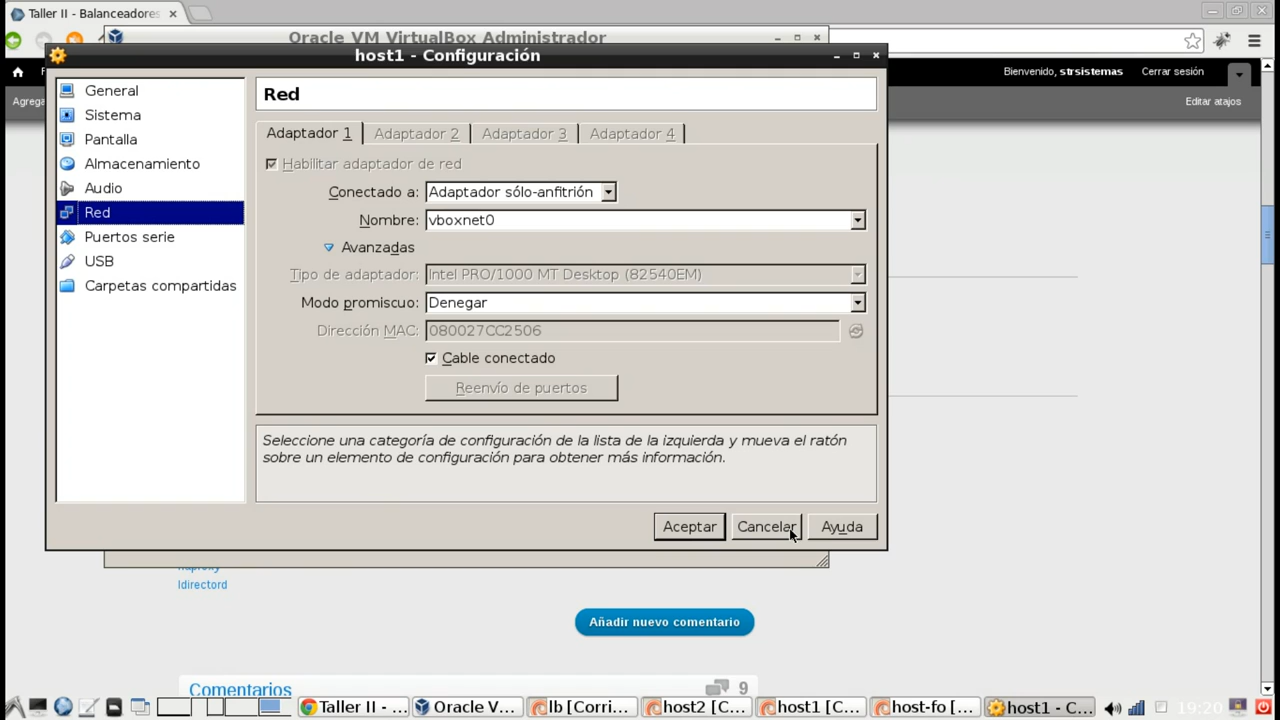 Taller II - Balanceadores
Oracle VM VirtualBox Administrador
host1 - Configuración
Bienvenido, strsistemas
Cerrar sesión
Agrega
Editar atajos
General
Sistema
Pantalla
Almacenamiento
Audio
Red
Puertos serie
USB
Carpetas compartidas
Red
Adaptador 1
Adaptador 2
Adaptador 3
Adaptador 4
Habilitar adaptador de red
Conectado a: Adaptador sólo-anfitrión
Nombre: vboxnet0
Avanzadas
Tipo de adaptador: Intel PRO/1000 MT Desktop (82540EM)
Modo promiscuo: Denegar
Dirección MAC: 080027CC2506
Cable conectado
Reenvío de puertos
Seleccione una categoría de configuración de la lista de la izquierda y mueva el ratón
sobre un elemento de configuración para obtener más información.
Aceptar
Cancelar
Ayuda
haproxy
ldirectord
Añadir nuevo comentario
Comentarios
9
Taller II - ...
Oracle V...
lb [Corri...
host2 [C...
host1 [C...
host-fo [...
host1 - C...
19:20